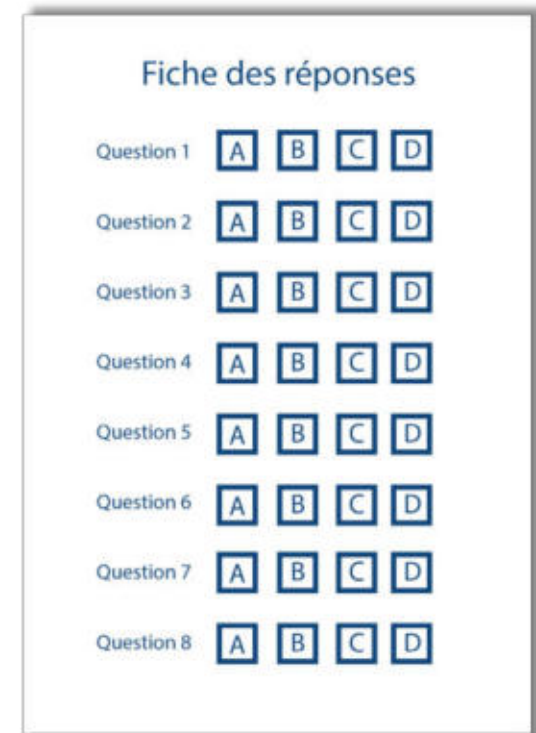 Fiche des réponses
Question 1 A B C D
Question 2 A B C D
Question 3 A B C D
Question 4 A B C D
Question 5 A B C D
Question 6 A B C D
Question 7 A B C D
Question 8 A B C D